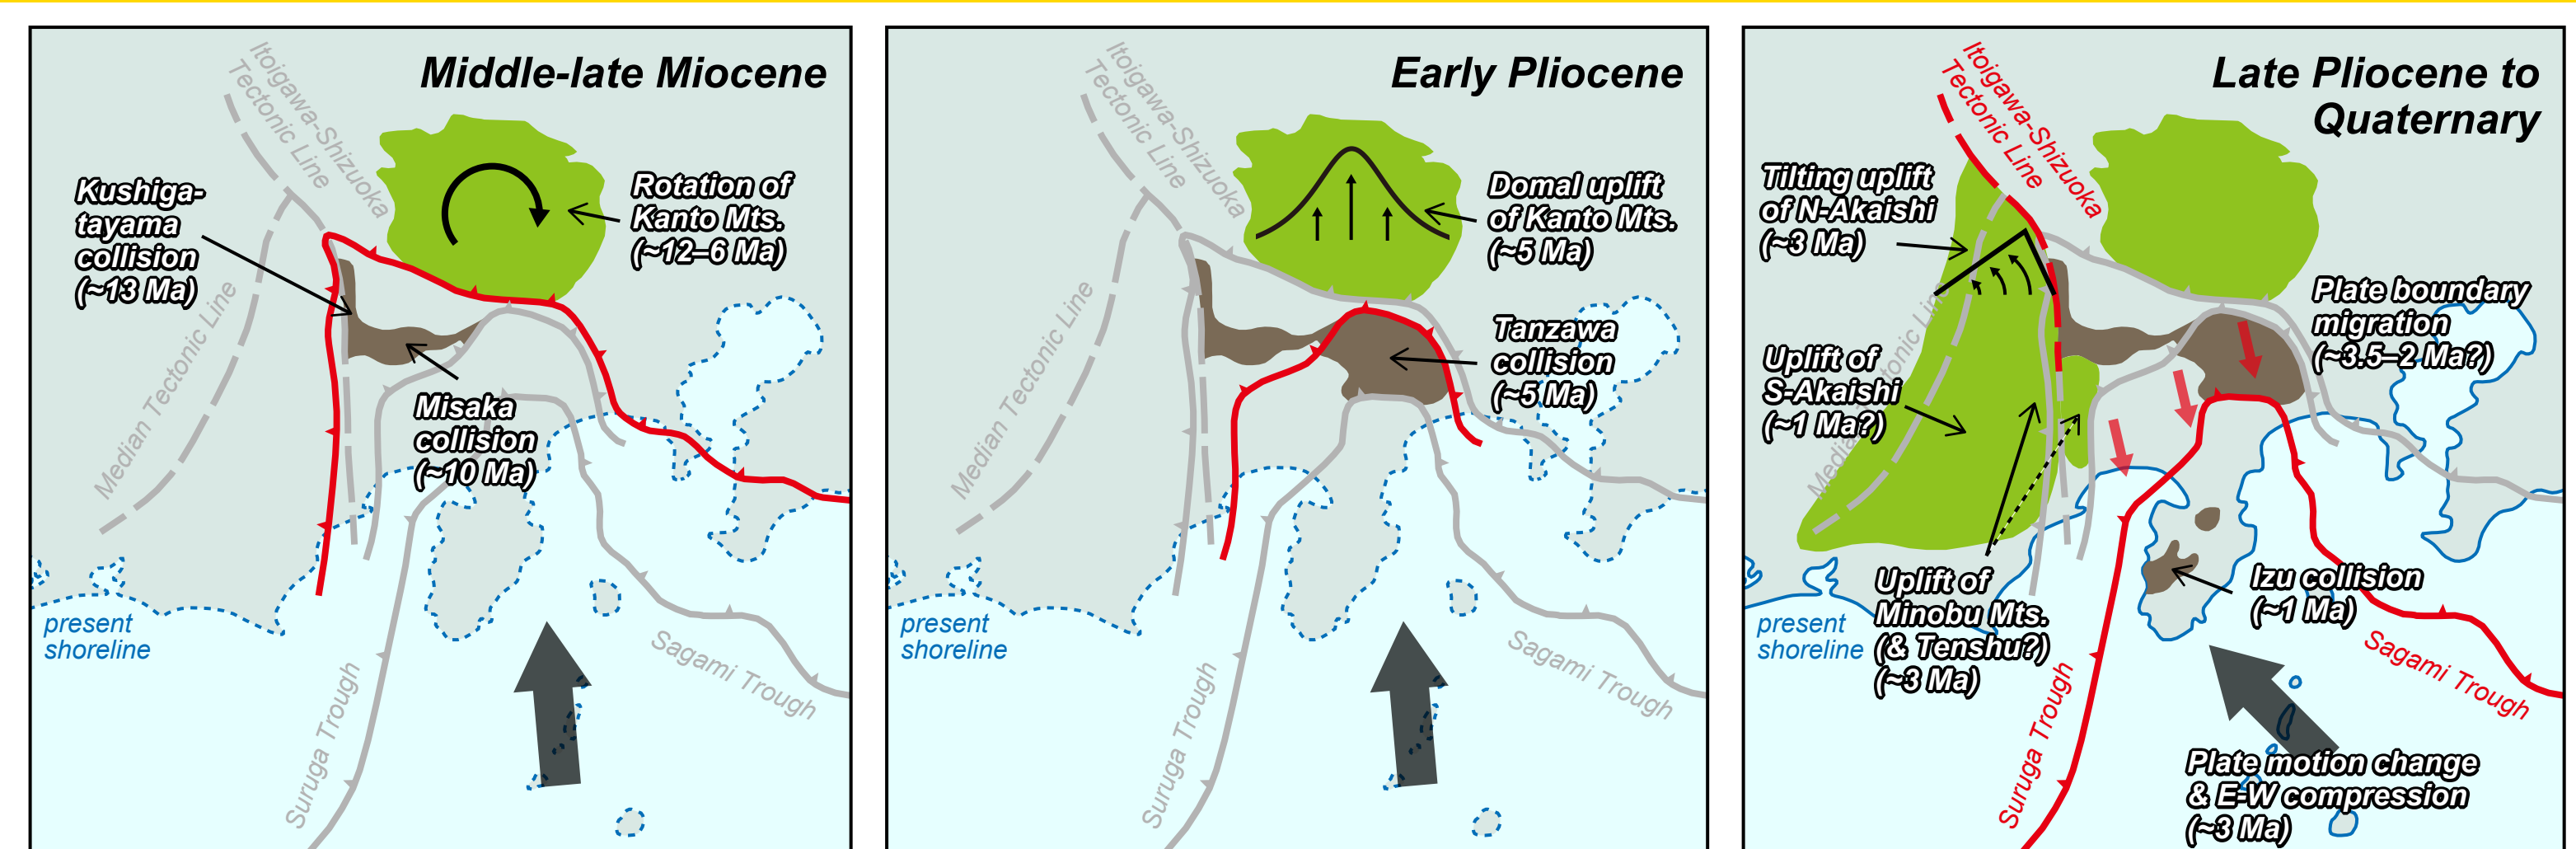 Middle-late Miocene
Itoigawa-Shizuoka
Tectonic Line
Kushiga-
tayama
collision
(~13 Ma)
Rotation of
Kanto Mts.
(~12–6 Ma)
Median Tectonic Line
Misaka
collision
(~10 Ma)
present
shoreline
Suruga Trough
Sagami Trough
Early Pliocene
Itoigawa-Shizuoka
Tectonic Line
Domal uplift
of Kanto Mts.
(~5 Ma)
Median Tectonic Line
Tanzawa
collision
(~5 Ma)
present
shoreline
Suruga Trough
Sagami Trough
Late Pliocene to
Quaternary
Itoigawa-Shizuoka
Tectonic Line
Tilting uplift
of N-Akaishi
(~3 Ma)
Plate boundary
migration
(~3.5–2 Ma?)
Median Tectonic Line
Uplift of
S-Akaishi
(~1 Ma?)
Uplift of
Minobu Mts.
(& Tenshu?)
(~3 Ma)
Izu collision
(~1 Ma)
present
shoreline
Suruga Trough
Sagami Trough
Plate motion change
& E-W compression
(~3 Ma)